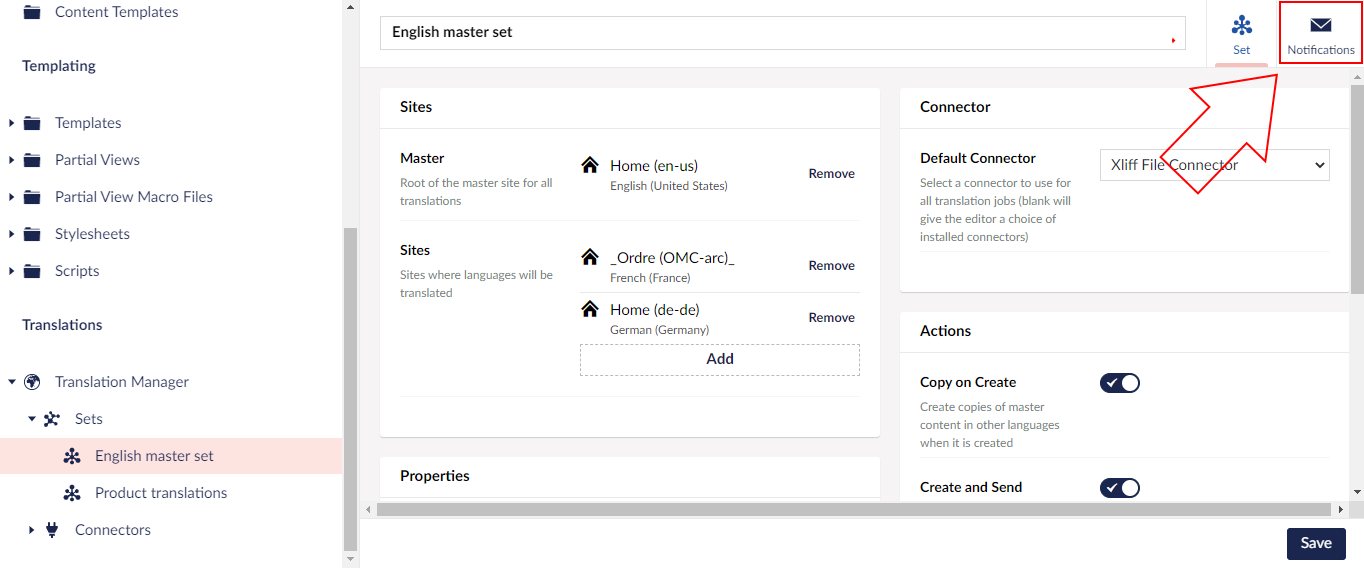 Content Templates
Templating
Templates
Partial Views
Partial View Macro Files
Stylesheets
Scripts
Translations
Translation Manager
Sets
English master set
Product translations
Connectors
English master set
Set
Notifications
Sites
Master
Root of the master site for all
translations
Home (en-us)
English (United States)
Remove
Sites
Sites where languages will be
translated
_Ordre (OMC-arc)_
French (France)
Remove
Home (de-de)
German (Germany)
Remove
Add
Properties
Connector
Default Connector
Select a connector to use for
all translation jobs (blank will
give the editor a choice of
installed connectors)
Xliff File Connector
Actions
Copy on Create
Create copies of master
content in other languages
when it is created
Create and Send
Save